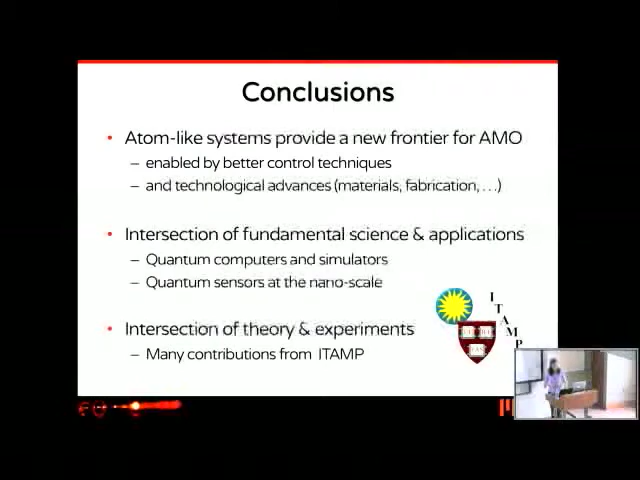 Conclusions
• Atom-like systems provide a new frontier for AMO
– enabled by better control techniques
– and technological advances (materials, fabrication, …)
• Intersection of fundamental science & applications
– Quantum computers and simulators
– Quantum sensors at the nano-scale
• Intersection of theory & experiments
– Many contributions from ITAMP
ITAMP